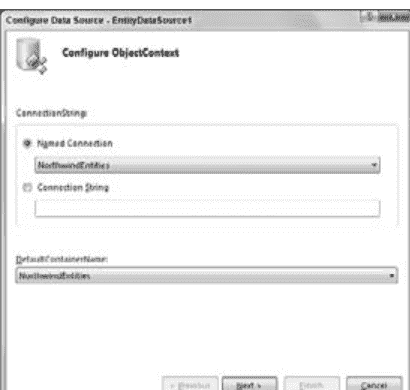 Configure Data Source - EntityDataSource1
Configure ObjectContext
ConnectionString:
Named Connection
NorthwindEntities
Connection String
DefaultContainerName:
NorthwindEntities
< Previous Next > Finish Cancel